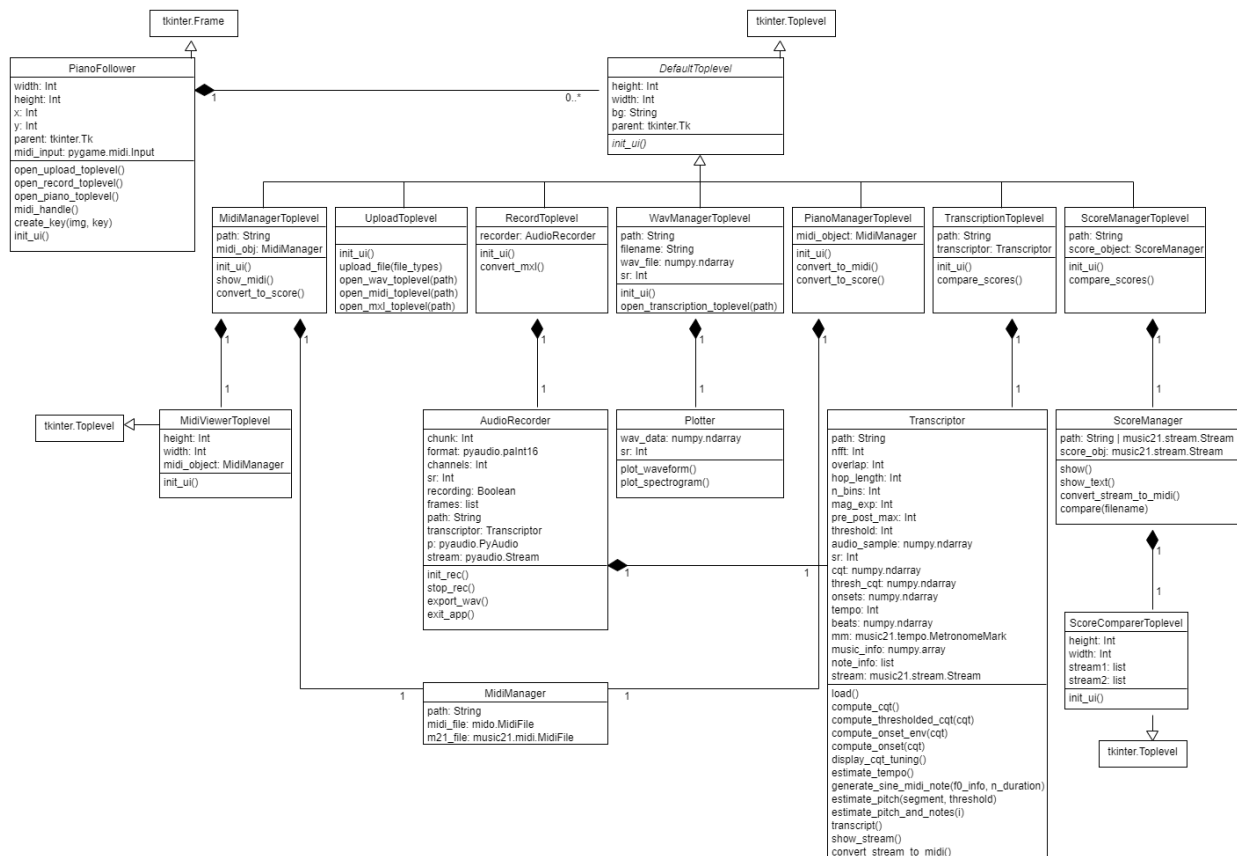 tkinter.Frame
tkinter.Toplevel
PianoFollower
width: Int
height: Int
x: Int
y: Int
parent: tkinter.Tk
midi_input: pygame.midi.Input
open_upload_toplevel()
open_record_toplevel()
open_piano_toplevel()
midi_handle()
create_key(img, key)
init_ui()
1
0..*
DefaultToplevel
height: Int
width: Int
bg: String
parent: tkinter.Tk
init_ui()
MidiManagerToplevel
path: String
midi_obj: MidiManager
init_ui()
show_midi()
convert_to_score()
UploadToplevel
init_ui()
upload_file(file_types)
open_wav_toplevel(path)
open_midi_toplevel(path)
open_mxl_toplevel(path)
RecordToplevel
recorder: AudioRecorder
init_ui()
convert_mxl()
WavManagerToplevel
path: String
filename: String
wav_file: numpy.ndarray
sr: Int
init_ui()
open_transcription_toplevel(path)
PianoManagerToplevel
midi_object: MidiManager
init_ui()
convert_to_midi()
convert_to_score()
TranscriptionToplevel
path: String
transcriptor: Transcriptor
init_ui()
compare_scores()
ScoreManagerToplevel
path: String
score_object: ScoreManager
init_ui()
compare_scores()
1
1
1
1
1
1
1
1
1
1
1
1
tkinter.Toplevel
MidiViewerToplevel
height: Int
width: Int
midi_object: MidiManager
init_ui()
AudioRecorder
chunk: Int
format: pyaudio.paInt16
channels: Int
sr: Int
recording: Boolean
frames: list
path: String
transcriptor: Transcriptor
p: pyaudio.PyAudio
stream: pyaudio.Stream
init_rec()
stop_rec()
export_wav()
exit_app()
1
1
Plotter
wav_data: numpy.ndarray
sr: Int
plot_waveform()
plot_spectrogram()
Transcriptor
path: String
nfft: Int
overlap: Int
hop_length: Int
n_bins: Int
mag_exp: Int
pre_post_max: Int
threshold: Int
audio_sample: numpy.ndarray
sr: Int
cqt: numpy.ndarray
thresh_cqt: numpy.ndarray
onsets: numpy.ndarray
tempo: Int
beats: numpy.ndarray
mm: music21.tempo.MetronomeMark
music_info: numpy.array
note_info: list
stream: music21.stream.Stream
load()
compute_cqt()
compute_thresholded_cqt(cqt)
compute_onset_env(cqt)
compute_onset(cqt)
display_cqt_tuning()
estimate_tempo()
generate_sine_midi_note(f0_info, n_duration)
estimate_pitch(segment, threshold)
estimate_pitch_and_notes(i)
transcript()
show_stream()
convert_stream_to_midi()
ScoreManager
path: String | music21.stream.Stream
score_obj: music21.stream.Stream
show()
show_text()
convert_stream_to_midi()
compare(filename)
1
1
ScoreComparerToplevel
height: Int
width: Int
stream1: list
stream2: list
init_ui()
tkinter.Toplevel
1
1
MidiManager
path: String
midi_file: mido.MidiFile
m21_file: music21.midi.MidiFile